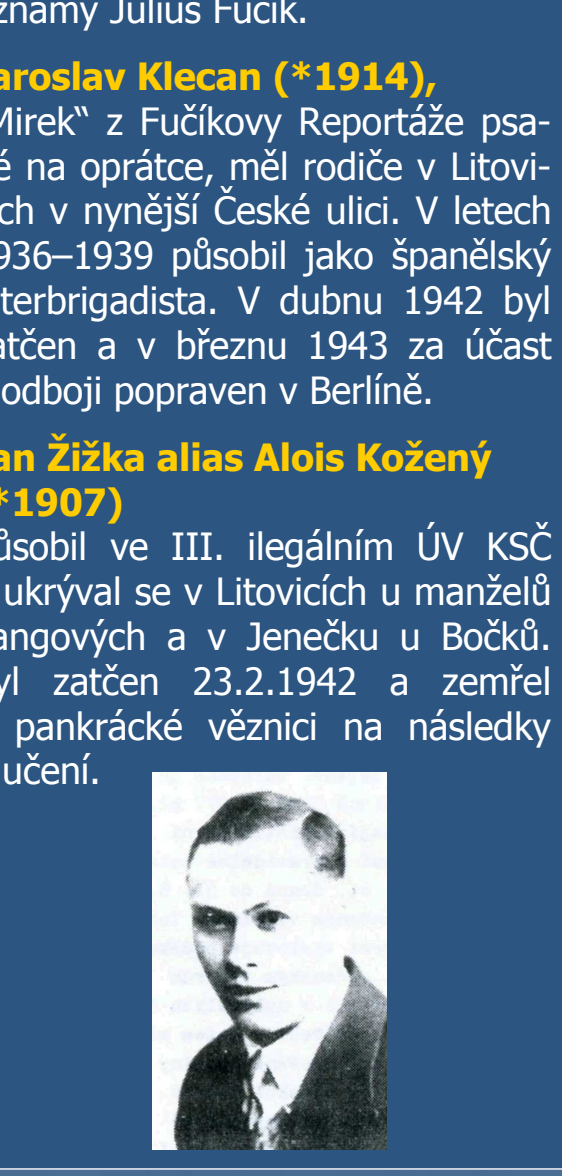 známý Julius Fučík.
aroslav Klecan (*1914),
Mirek“ z Fučíkovy Reportáže psa-
é na oprátce, měl rodiče v Litovi-
ch v nynější České ulici. V letech
936–1939 působil jako španělský
terbrigadista. V dubnu 1942 byl
atčen a v březnu 1943 za účast
odboji popraven v Berlíně.
an Žižka alias Alois Kožený
*1907)
ůsobil ve III. ilegálním ÚV KSČ
ukrýval se v Litovicích u manželů
angových a v Jenečku u Bočků.
yl zatčen 23.2.1942 a zemřel
pankrácké věznici na následky
učení.